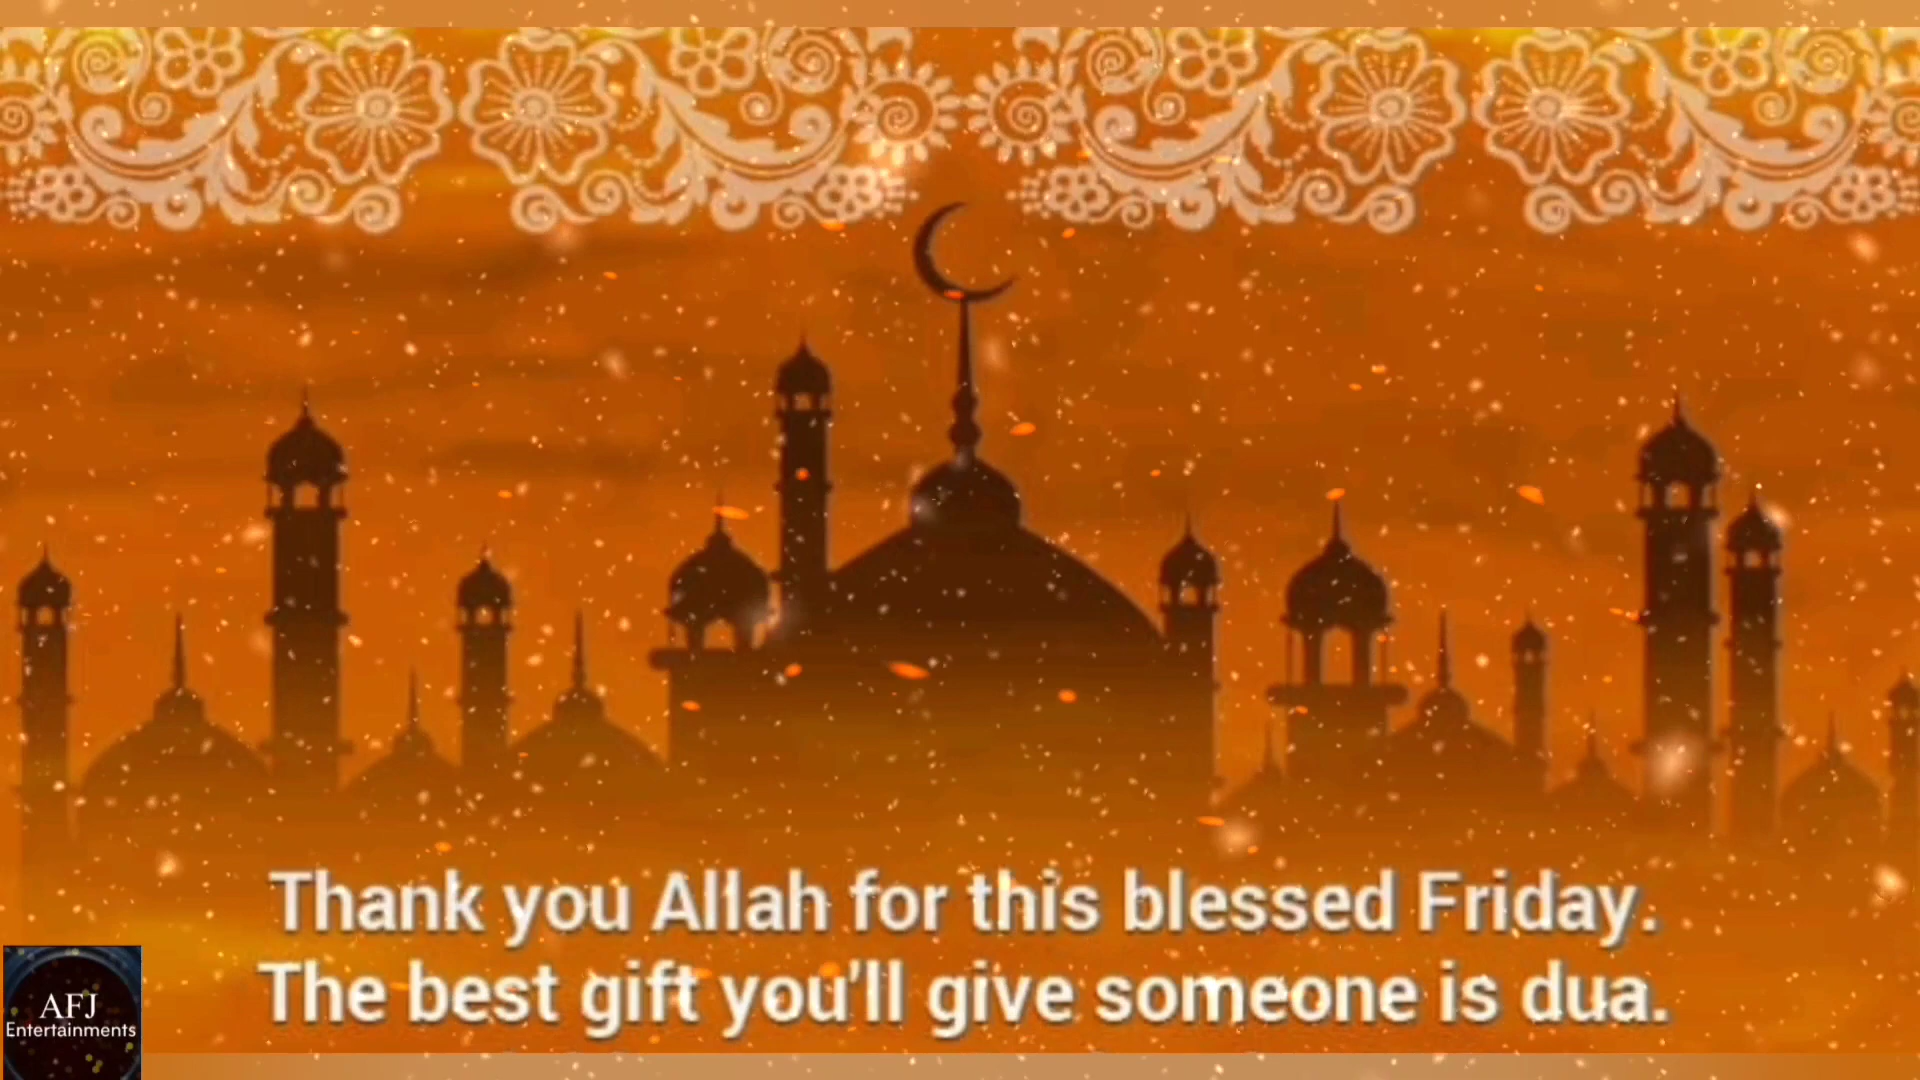 Thank you Allah for this blessed Friday.
The best gift you'll give someone is dua.
AFJ
Entertainments